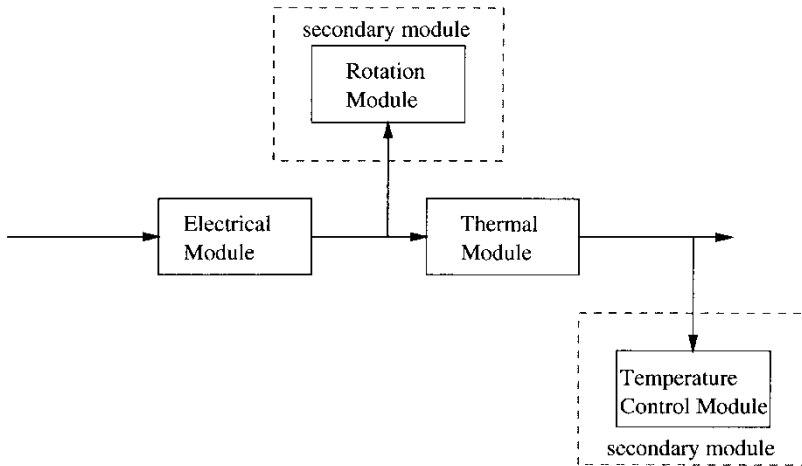 secondary module
Rotation
Module
Electrical
Module
Thermal
Module
Temperature
Control Module
secondary module